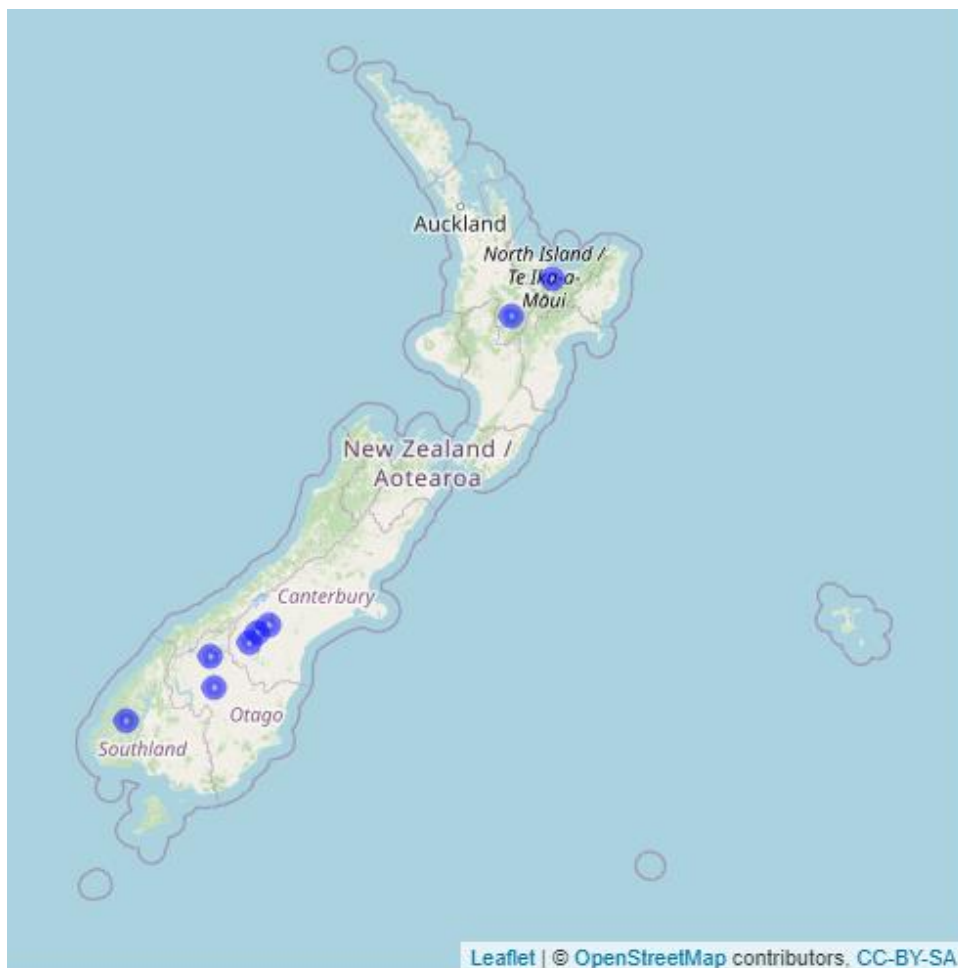 Auckland
North Island /
Te Ika-a-
Māui
New Zealand /
Aotearoa
Canterbury
Otago
Southland
Leaflet | © OpenStreetMap contributors, CC-BY-SA